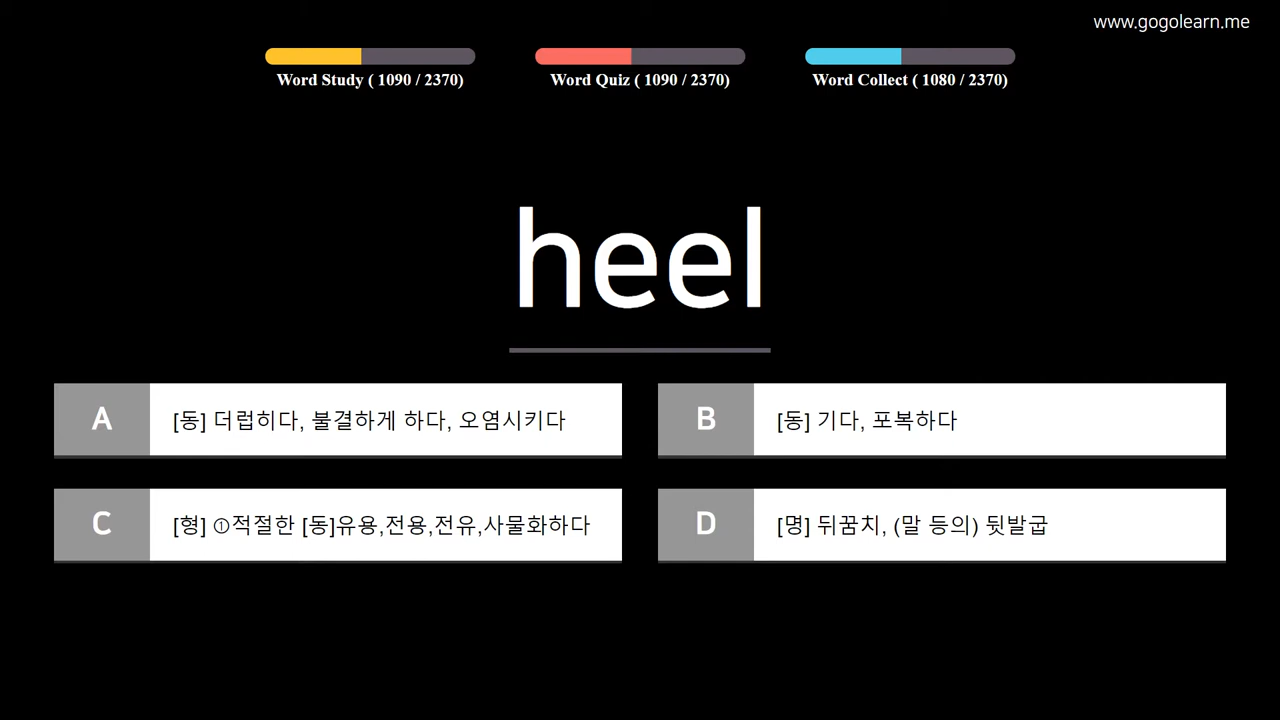 www.gogolearn.me
Word Study ( 1090 / 2370)
Word Quiz ( 1090 / 2370)
Word Collect ( 1080 / 2370)
heel
A [동] 더럽히다, 불결하게 하다, 오염시키다
B [동] 기다, 포복하다
C [형] ①적절한 [동]유용,전용,전유,사물화하다
D [명] 뒤꿈치, (말 등의) 뒷발굽